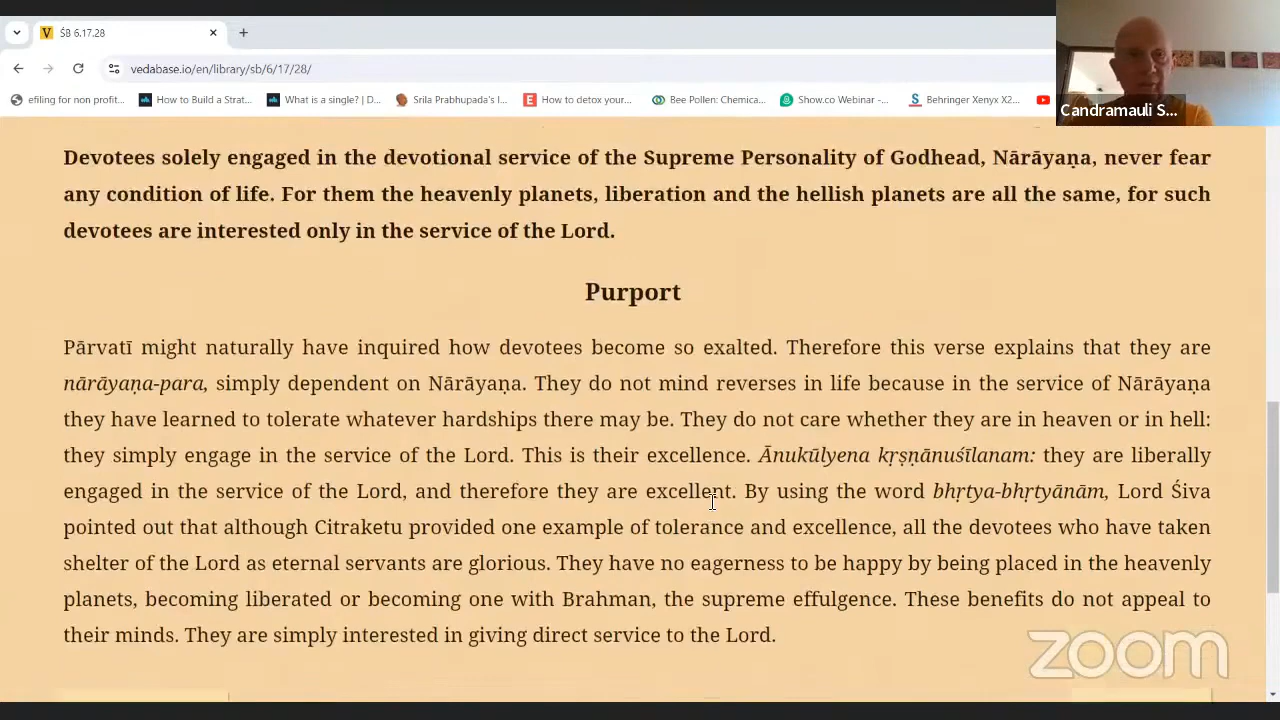 ŚB 6.17.28
vedabase.io/en/library/sb/6/17/28/
efiling for non profit...
How to Build a Strat...
What is a single? | D...
Srila Prabhupada's l...
How to detox your...
Bee Pollen: Chemica...
Show.co Webinar -...
Behringer Xenyx X2...
Candramauli S...
Devotees solely engaged in the devotional service of the Supreme Personality of Godhead, Nārāyaṇa, never fear
any condition of life. For them the heavenly planets, liberation and the hellish planets are all the same, for such
devotees are interested only in the service of the Lord.
Purport
Pārvatī might naturally have inquired how devotees become so exalted. Therefore this verse explains that they are
nārāyaṇa-para, simply dependent on Nārāyaṇa. They do not mind reverses in life because in the service of Nārāyaṇa
they have learned to tolerate whatever hardships there may be. They do not care whether they are in heaven or in hell:
they simply engage in the service of the Lord. This is their excellence. Ānukūlyena kṛṣṇānuśīlanam: they are liberally
engaged in the service of the Lord, and therefore they are excellent. By using the word bhṛtya-bhṛtyānām, Lord Śiva
pointed out that although Citraketu provided one example of tolerance and excellence, all the devotees who have taken
shelter of the Lord as eternal servants are glorious. They have no eagerness to be happy by being placed in the heavenly
planets, becoming liberated or becoming one with Brahman, the supreme effulgence. These benefits do not appeal to
their minds. They are simply interested in giving direct service to the Lord.
zoom